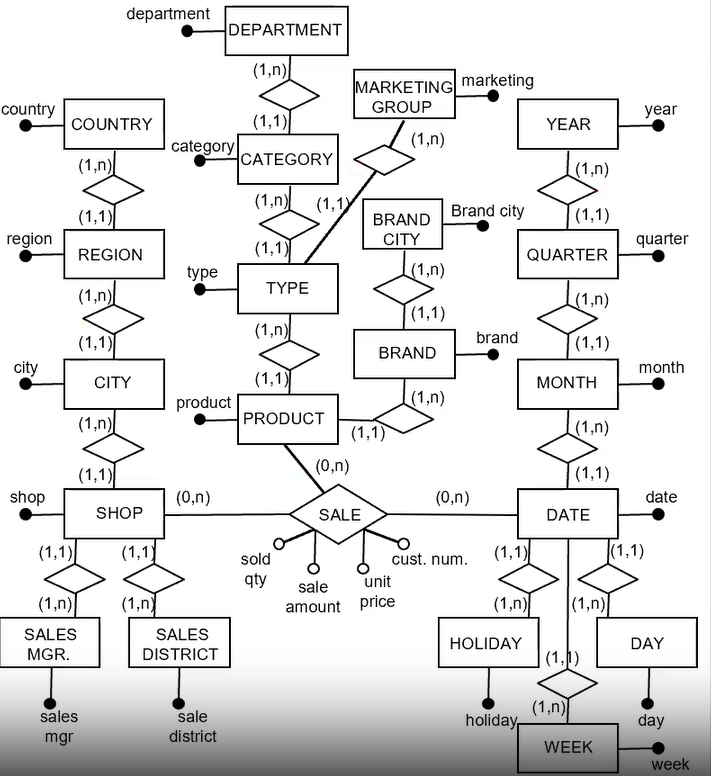 department
DEPARTMENT
(1,n)
(1,1)
category
CATEGORY
(1,n)
(1,1)
type
TYPE
(1,n)
(1,1)
product
PRODUCT
MARKETING
GROUP
marketing
(1,n)
(1,1)
BRAND
CITY
Brand city
(1,n)
(1,1)
BRAND
brand
(1,n)
(1,1)
country
COUNTRY
(1,n)
(1,1)
region
REGION
(1,n)
(1,1)
city
CITY
(1,n)
(1,1)
shop
SHOP
(0,n)
(0,n)
SALE
(0,n)
sold
qty
sale
amount
unit
price
cust. num.
YEAR
year
(1,n)
(1,1)
QUARTER
quarter
(1,n)
(1,1)
MONTH
month
(1,n)
(1,1)
DATE
date
(1,1)
(1,n)
SALES
MGR.
sales
mgr
(1,1)
(1,n)
SALES
DISTRICT
sale
district
(1,1)
(1,n)
HOLIDAY
holiday
(1,1)
(1,n)
DAY
day
(1,1)
(1,n)
WEEK
week